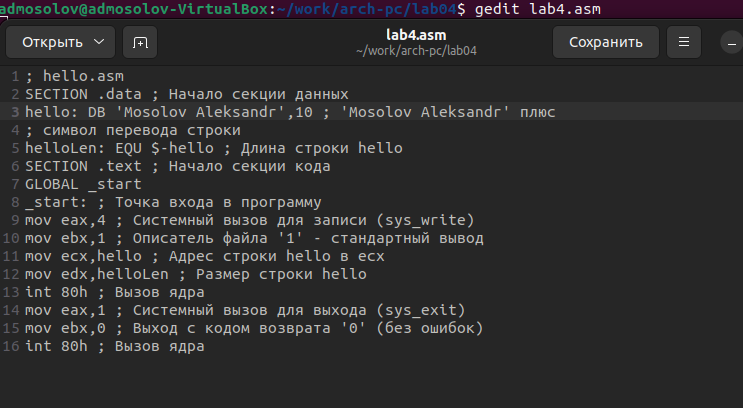 admosolov@admosolov-VirtualBox:~/work/arch-pc/lab04$ gedit lab4.asm
Открыть
lab4.asm
~/work/arch-pc/lab04
Сохранить
1 ; hello.asm
2 SECTION .data ; Начало секции данных
3 hello: DB 'Mosolov Aleksandr',10 ; 'Mosolov Aleksandr' плюс
4 ; символ перевода строки
5 helloLen: EQU $-hello ; Длина строки hello
6 SECTION .text ; Начало секции кода
7 GLOBAL _start
8 _start: ; Точка входа в программу
9 mov eax,4 ; Системный вызов для записи (sys_write)
10 mov ebx,1 ; Описатель файла '1' - стандартный вывод
11 mov ecx,hello ; Адрес строки hello в ecx
12 mov edx,helloLen ; Размер строки hello
13 int 80h ; Вызов ядра
14 mov eax,1 ; Системный вызов для выхода (sys_exit)
15 mov ebx,0 ; Выход с кодом возврата '0' (без ошибок)
16 int 80h ; Вызов ядра